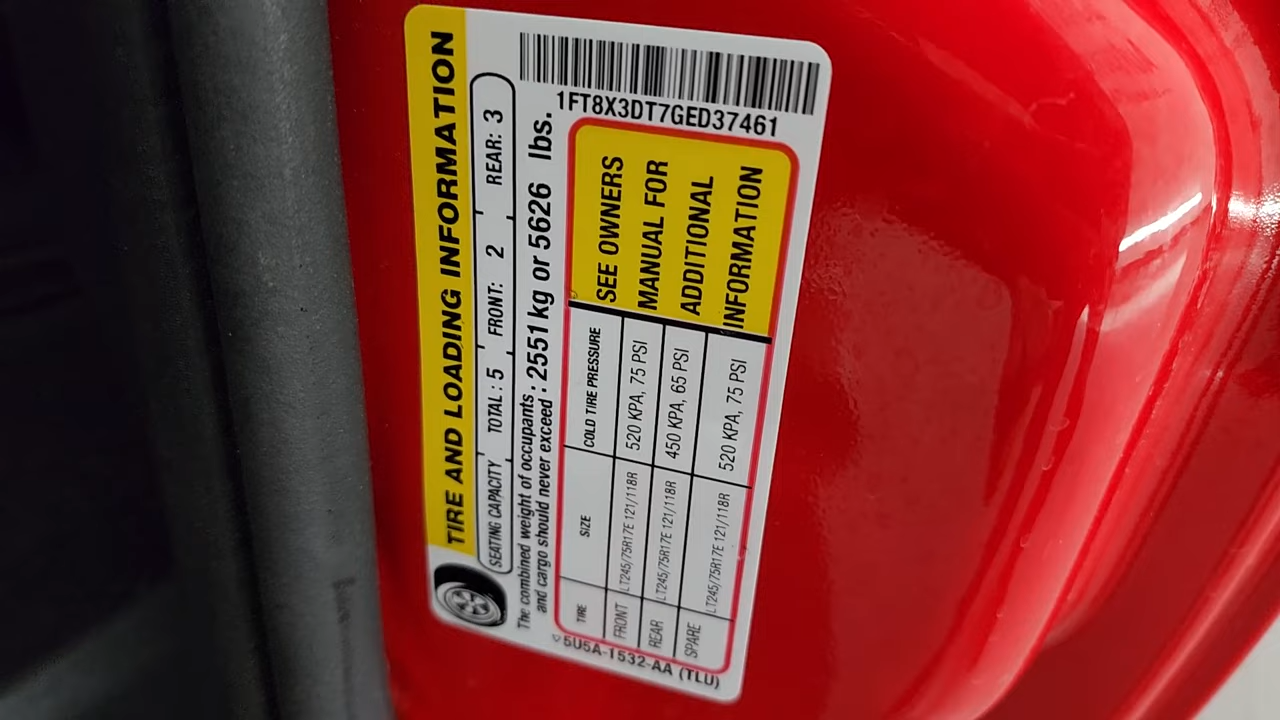 TIRE AND LOADING INFORMATION
SEATING CAPACITY TOTAL : 5 FRONT: 2 REAR: 3
The combined weight of occupants and cargo should never exceed : 2551 kg or 5626 lbs.
TIRE SIZE COLD TIRE PRESSURE
FRONT LT245/75R17E 121/118R 520 KPA, 75 PSI
REAR LT245/75R17E 121/118R 450 KPA, 65 PSI
SPARE LT245/75R17E 121/118R 520 KPA, 75 PSI
SEE OWNERS
MANUAL FOR
ADDITIONAL
INFORMATION
5U5A-1532-AA (TLU)
1FT8X3DT7GED37461